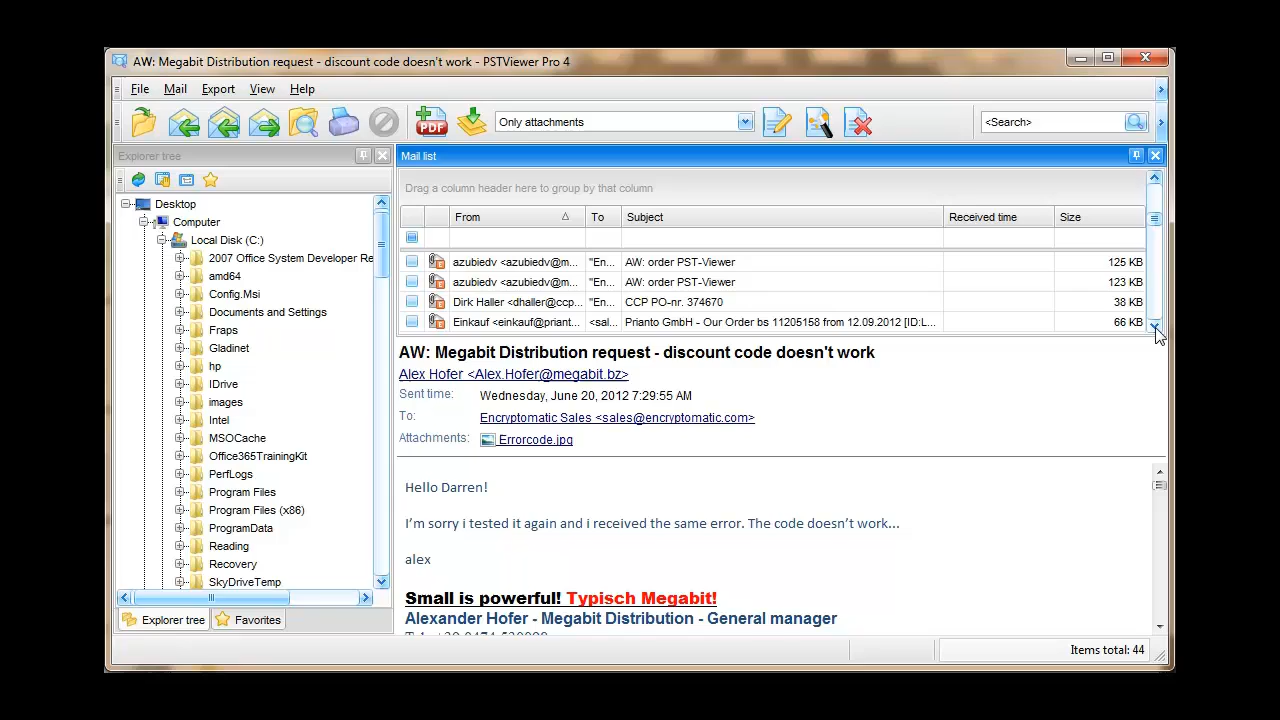 AW: Megabit Distribution request - discount code doesn't work - PSTViewer Pro 4
File Mail Export View Help
PDF Only attachments <Search>
Explorer tree
Mail list
Drag a column header here to group by that column
From To Subject Received time Size
azubiedv <azubiedv@m... "En... AW: order PST-Viewer 125 KB
azubiedv <azubiedv@m... "En... AW: order PST-Viewer 123 KB
Dirk Haller <dhaller@ccp... "En... CCP PO-nr. 374670 38 KB
Einkauf <einkauf@priant... <sal... Prianto GmbH - Our Order bs 11205158 from 12.09.2012 [ID:L... 66 KB
Desktop
Computer
Local Disk (C:)
2007 Office System Developer Re
amd64
Config.Msi
Documents and Settings
Fraps
Gladinet
hp
IDrive
images
Intel
MSOCache
Office365TrainingKit
PerfLogs
Program Files
Program Files (x86)
ProgramData
Reading
Recovery
SkyDriveTemp
Explorer tree Favorites
AW: Megabit Distribution request - discount code doesn't work
Alex Hofer <Alex.Hofer@megabit.bz>
Sent time: Wednesday, June 20, 2012 7:29:55 AM
To: Encryptomatic Sales <sales@encryptomatic.com>
Attachments: Errorcode.jpg
Hello Darren!
I'm sorry i tested it again and i received the same error. The code doesn't work...
alex
Small is powerful! Typisch Megabit!
Alexander Hofer - Megabit Distribution - General manager
Items total: 44